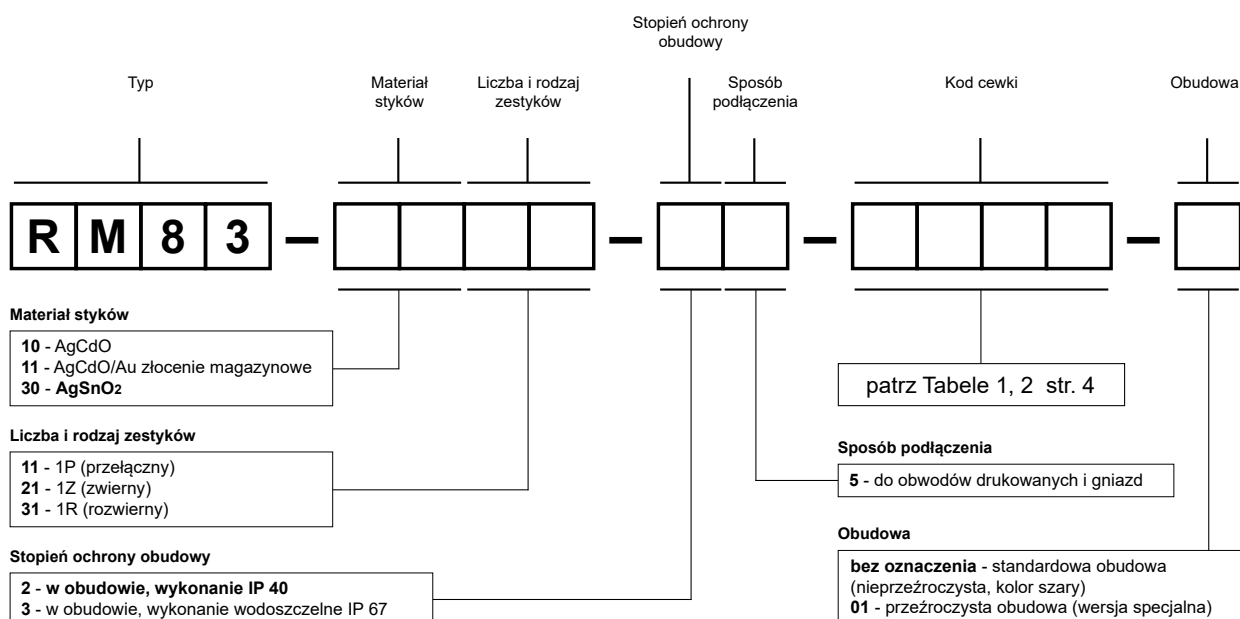 Stopień ochrony
obudowy
Typ
Materiał
styków
Liczba i rodzaj
zestyków
Sposób
podłączenia
Kod cewki
Obudowa
R M 8 3 – – – –
Materiał styków
10 - AgCdO
11 - AgCdO/Au złocenie magazynowe
30 - AgSnO2
Liczba i rodzaj zestyków
11 - 1P (przełączny)
21 - 1Z (zwierny)
31 - 1R (rozwierny)
Stopień ochrony obudowy
2 - w obudowie, wykonanie IP 40
3 - w obudowie, wykonanie wodoszczelne IP 67
patrz Tabele 1, 2 str. 4
Sposób podłączenia
5 - do obwodów drukowanych i gniazd
Obudowa
bez oznaczenia - standardowa obudowa
(nieprzeźroczysta, kolor szary)
01 - przeźroczysta obudowa (wersja specjalna)